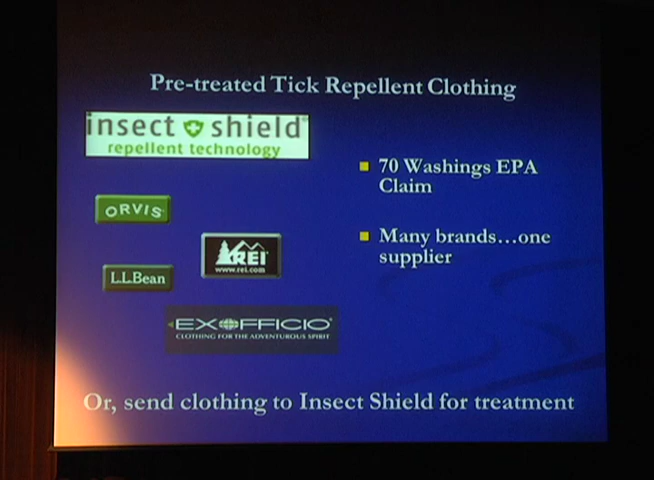 Pre-treated Tick Repellent Clothing
insect shield®
repellent technology
70 Washings EPA
Claim
ORVIS
Many brands...one
supplier
REI
www.rei.com
L.L.Bean
EXOFFICIO®
CLOTHING FOR THE ADVENTUROUS SPIRIT
Or, send clothing to Insect Shield for treatment